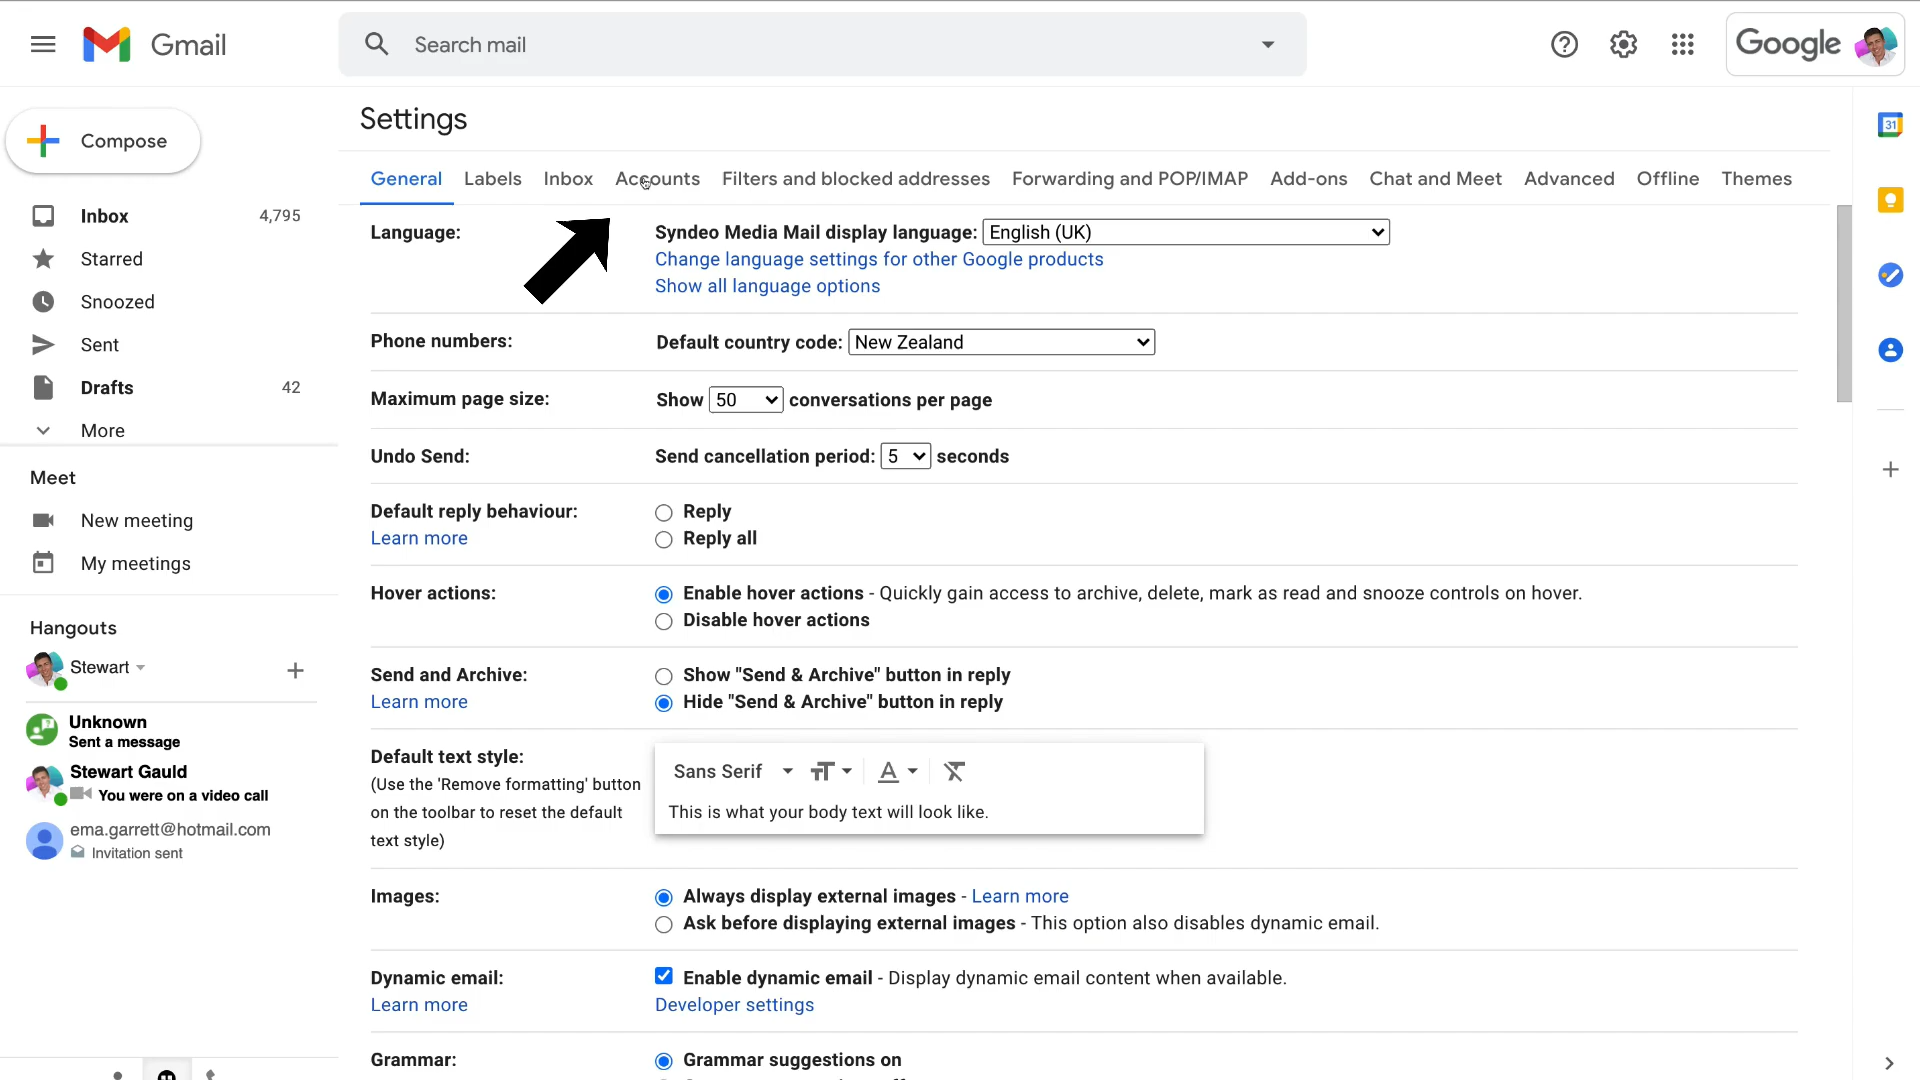 Gmail
Search mail
Google
Compose
Inbox 4,795
Starred
Snoozed
Sent
Drafts 42
More
Meet
New meeting
My meetings
Hangouts
Stewart
Unknown
Sent a message
Stewart Gauld
You were on a video call
ema.garrett@hotmail.com
Invitation sent
Settings
General Labels Inbox Accounts Filters and blocked addresses Forwarding and POP/IMAP Add-ons Chat and Meet Advanced Offline Themes
Language: Syndeo Media Mail display language: English (UK)
Change language settings for other Google products
Show all language options
Phone numbers: Default country code: New Zealand
Maximum page size: Show 50 conversations per page
Undo Send: Send cancellation period: 5 seconds
Default reply behaviour: Reply
Learn more Reply all
Hover actions: Enable hover actions - Quickly gain access to archive, delete, mark as read and snooze controls on hover.
Disable hover actions
Send and Archive: Show "Send & Archive" button in reply
Learn more Hide "Send & Archive" button in reply
Default text style:
(Use the 'Remove formatting' button
on the toolbar to reset the default
text style)
Sans Serif
This is what your body text will look like.
Images: Always display external images - Learn more
Ask before displaying external images - This option also disables dynamic email.
Dynamic email: Enable dynamic email - Display dynamic email content when available.
Learn more Developer settings
Grammar: Grammar suggestions on
31